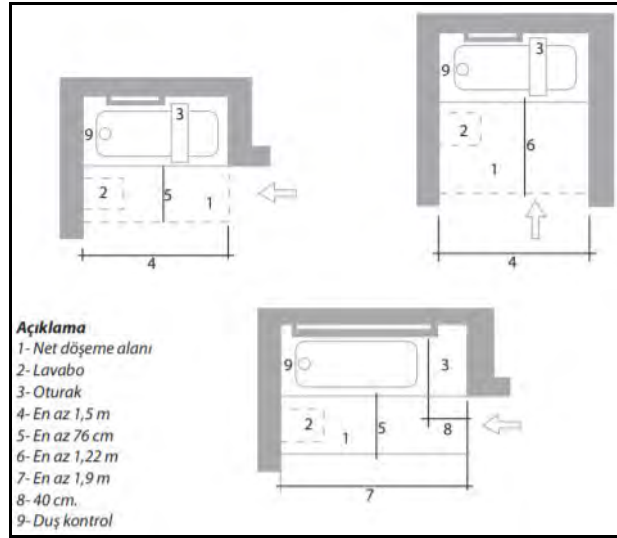 3
9
2
5
1
4
3
9
2
6
1
4
9
3
2
1
5
8
7
Açıklama
1- Net döşeme alanı
2- Lavabo
3- Oturak
4- En az 1,5 m
5- En az 76 cm
6- En az 1,22 m
7- En az 1,9 m
8- 40 cm.
9- Duş kontrol